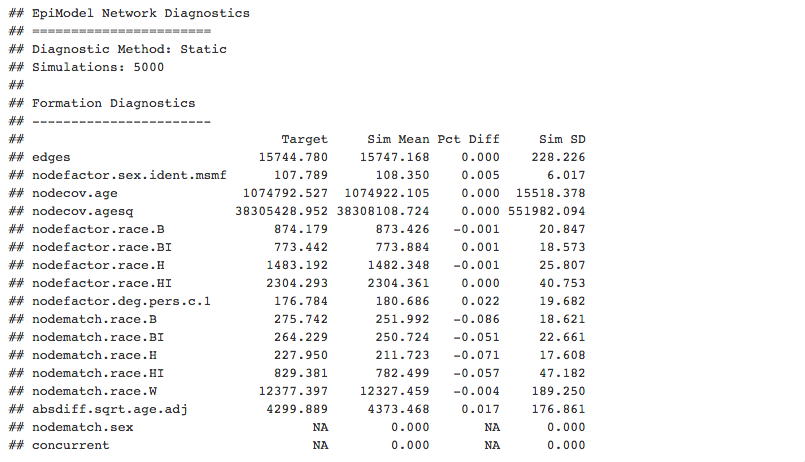 ## EpiModel Network Diagnostics
## =======================
## Diagnostic Method: Static
## Simulations: 5000
##
## Formation Diagnostics
## -----------------------
##                                Target    Sim Mean Pct Diff     Sim SD
## edges                       15744.780   15747.168    0.000    228.226
## nodefactor.sex.ident.msmf     107.789     108.350    0.005      6.017
## nodecov.age               1074792.527 1074922.105    0.000  15518.378
## nodecov.agesq            38305428.952 38308108.724    0.000 551982.094
## nodefactor.race.B             874.179     873.426   -0.001     20.847
## nodefactor.race.BI            773.442     773.884    0.001     18.573
## nodefactor.race.H            1483.192    1482.348   -0.001     25.807
## nodefactor.race.HI           2304.293    2304.361    0.000     40.753
## nodefactor.deg.pers.c.1       176.784     180.686    0.022     19.682
## nodematch.race.B              275.742     251.992   -0.086     18.621
## nodematch.race.BI             264.229     250.724   -0.051     22.661
## nodematch.race.H              227.950     211.723   -0.071     17.608
## nodematch.race.HI             829.381     782.499   -0.057     47.182
## nodematch.race.W            12377.397   12327.459   -0.004    189.250
## absdiff.sqrt.age.adj         4299.889    4373.468    0.017    176.861
## nodematch.sex                      NA       0.000       NA      0.000
## concurrent                         NA       0.000       NA      0.000